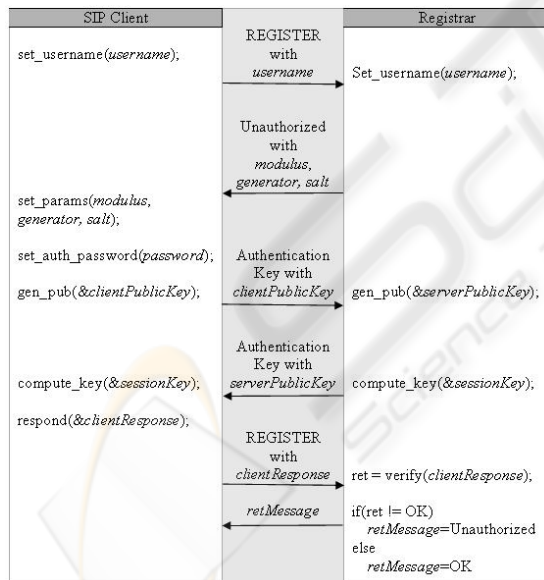 SIP Client
Registrar
set_username(username);
REGISTER
with
username
Set_username(username);
Unauthorized
with
modulus,
generator, salt
set_params(modulus,
generator, salt);
set_auth_password(password);
gen_pub(&clientPublicKey);
Authentication
Key with
clientPublicKey
gen_pub(&serverPublicKey);
Authentication
Key with
serverPublicKey
compute_key(&sessionKey);
compute_key(&sessionKey);
respond(&clientResponse);
REGISTER
with
clientResponse
ret = verify(clientResponse);
retMessage
if(ret != OK)
retMessage=Unauthorized
else
retMessage=OK